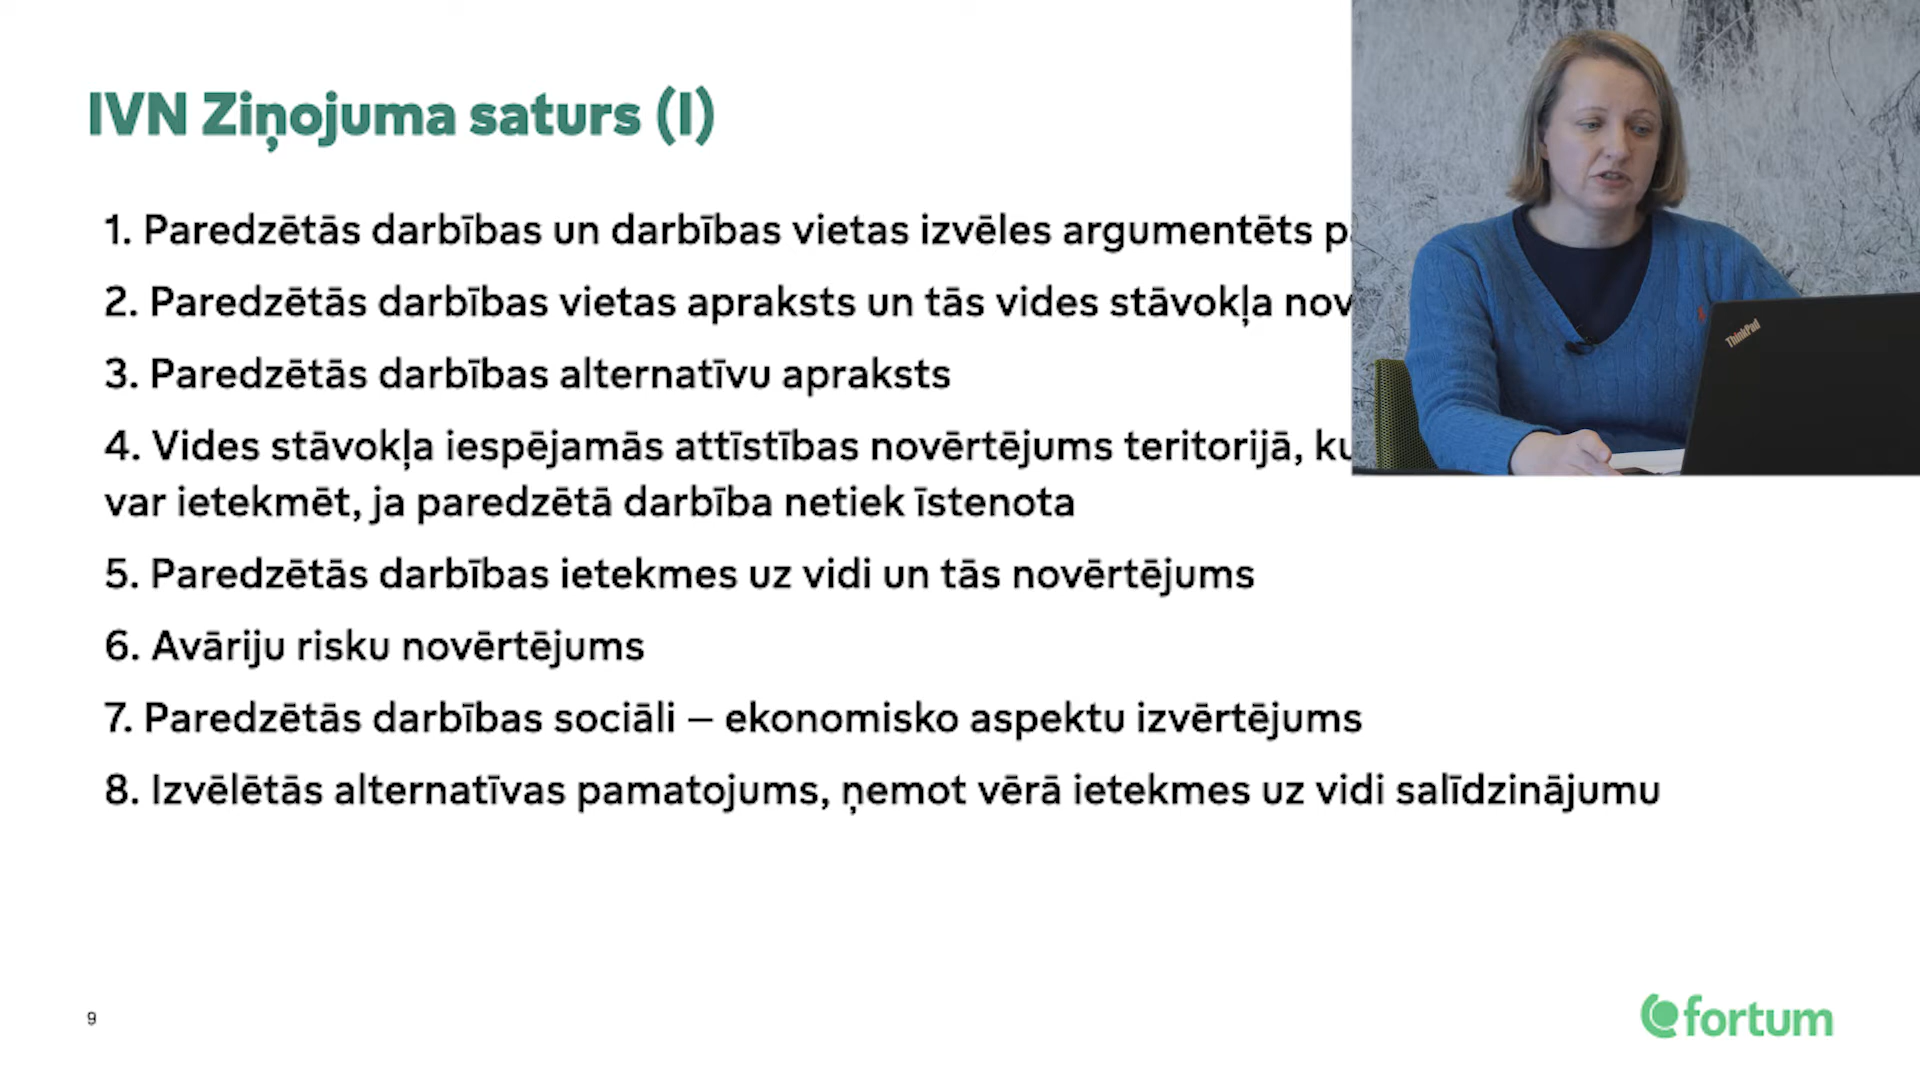 IVN Ziņojuma saturs (I)
1. Paredzētās darbības un darbības vietas izvēles argumentēts
2. Paredzētās darbības vietas apraksts un tās vides stāvokļa
3. Paredzētās darbības alternatīvu apraksts
4. Vides stāvokļa iespējamās attīstības novērtējums teritorijā,
var ietekmēt, ja paredzētā darbība netiek īstenota
5. Paredzētās darbības ietekmes uz vidi un tās novērtējums
6. Avāriju risku novērtējums
7. Paredzētās darbības sociāli – ekonomisko aspektu izvērtējums
8. Izvēlētās alternatīvas pamatojums, ņemot vērā ietekmes uz vidi salīdzinājumu
ThinkPad
9
fortum